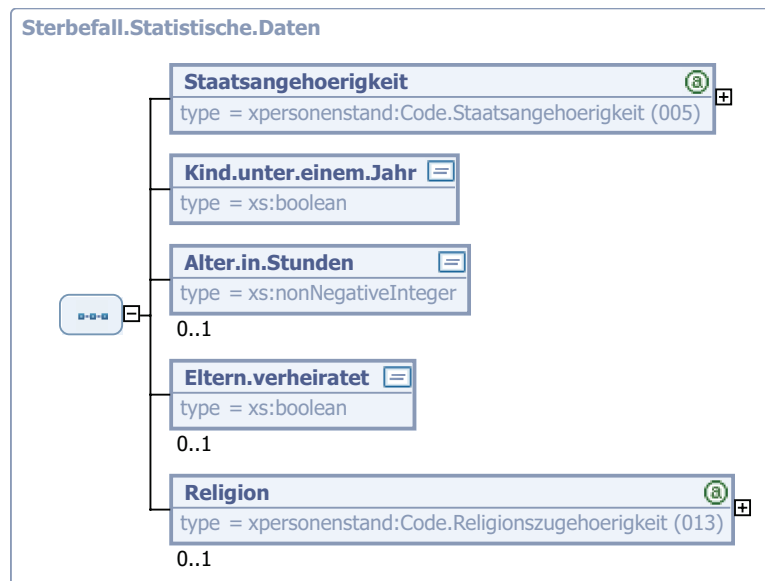 Sterbefall.Statistische.Daten
Staatsangehoerigkeit
type = xpersonenstand:Code.Staatsangehoerigkeit (005)
Kind.unter.einem.Jahr
type = xs:boolean
Alter.in.Stunden
type = xs:nonNegativeInteger
0..1
Eltern.verheiratet
type = xs:boolean
0..1
Religion
type = xpersonenstand:Code.Religionszugehoerigkeit (013)
0..1